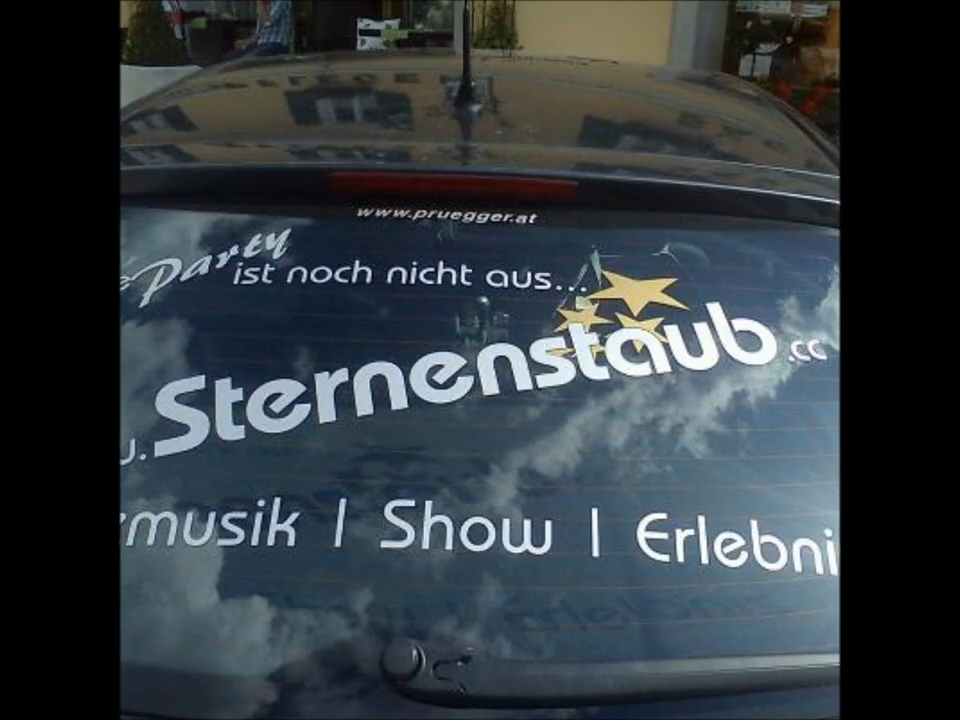 www.pruegger.at
Party
ist noch nicht aus...
.Sternenstaub.cc
musik | Show | Erlebni